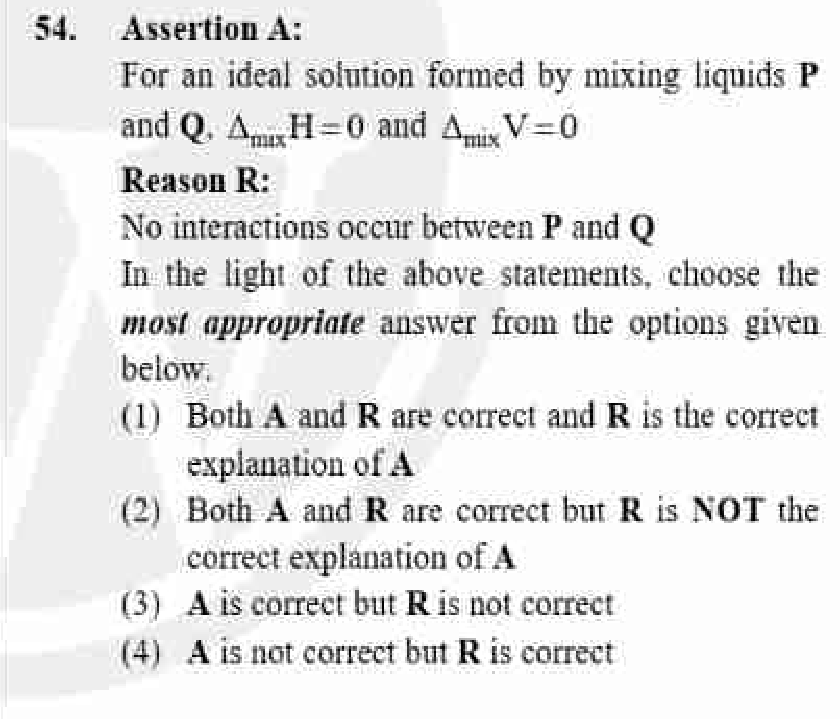 54. Assertion A:
For an ideal solution formed by mixing liquids P
and Q, ΔmixH=0 and ΔmixV=0
Reason R:
No interactions occur between P and Q
In the light of the above statements, choose the
most appropriate answer from the options given
below.
(1) Both A and R are correct and R is the correct
explanation of A
(2) Both A and R are correct but R is NOT the
correct explanation of A
(3) A is correct but R is not correct
(4) A is not correct but R is correct